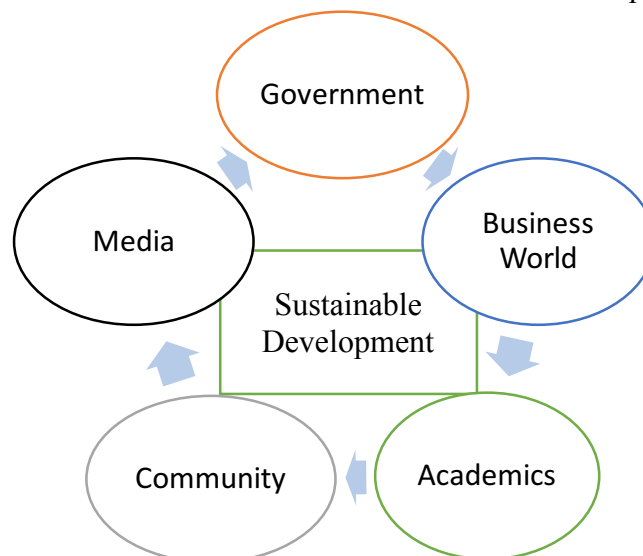 Government
Media
Business
World
Sustainable
Development
Community
Academics